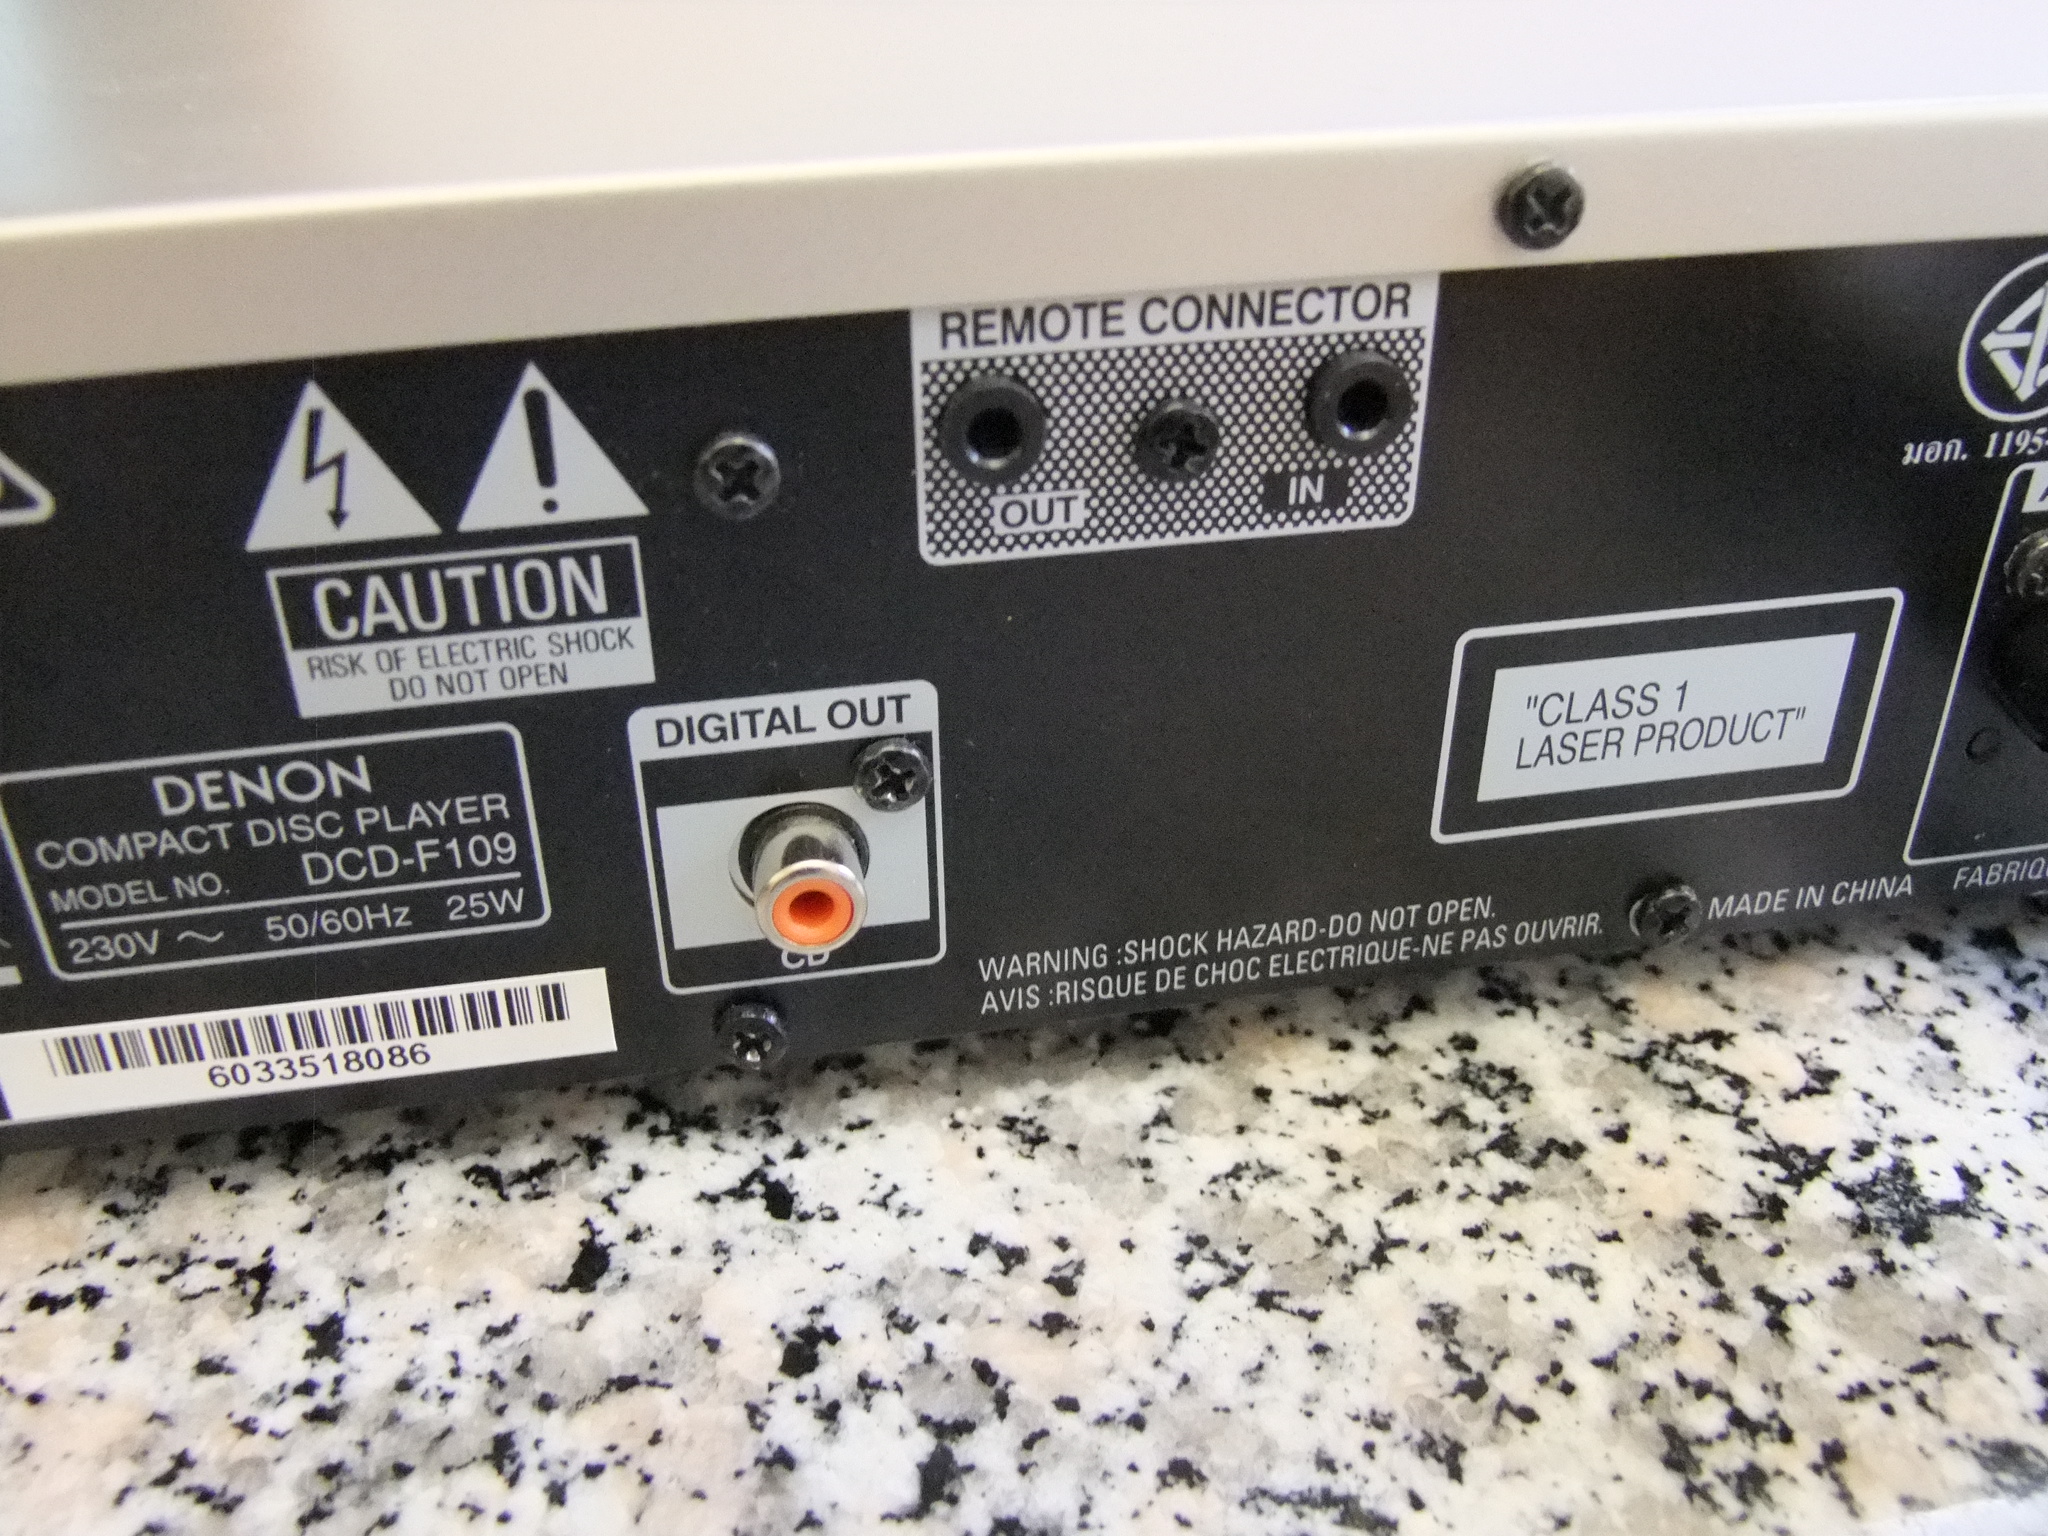 REMOTE CONNECTOR
OUT
IN
มอก. 1195-
CAUTION
RISK OF ELECTRIC SHOCK
DO NOT OPEN
DIGITAL OUT
CD
"CLASS 1
LASER PRODUCT"
DENON
COMPACT DISC PLAYER
MODEL NO. DCD-F109
230V ～ 50/60Hz 25W
6033518086
WARNING :SHOCK HAZARD-DO NOT OPEN.
AVIS :RISQUE DE CHOC ELECTRIQUE-NE PAS OUVRIR.
MADE IN CHINA